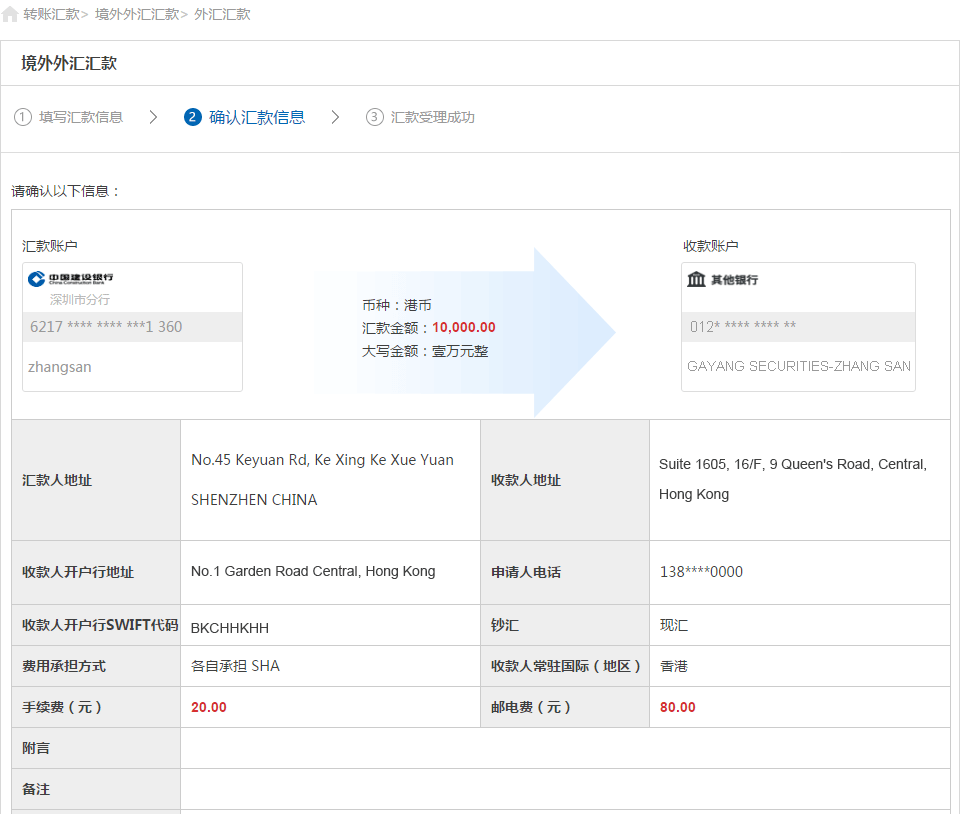 转账汇款> 境外外汇汇款> 外汇汇款
境外外汇汇款
1 填写汇款信息 2 确认汇款信息 3 汇款受理成功
请确认以下信息：
汇款账户
中国建设银行
China Construction Bank
深圳市分行
6217 **** **** ***1 360
zhangsan
币种：港币
汇款金额：10,000.00
大写金额：壹万元整
收款账户
其他银行
012* **** **** **
GAYANG SECURITIES-ZHANG SAN
汇款人地址
No.45 Keyuan Rd, Ke Xing Ke Xue Yuan
SHENZHEN CHINA
收款人地址
Suite 1605, 16/F, 9 Queen's Road, Central,
Hong Kong
收款人开户行地址 No.1 Garden Road Central, Hong Kong 申请人电话 138****0000
收款人开户行SWIFT代码 BKCHHKHH 钞汇 现汇
费用承担方式 各自承担 SHA 收款人常驻国际（地区） 香港
手续费（元） 20.00 邮电费（元） 80.00
附言
备注